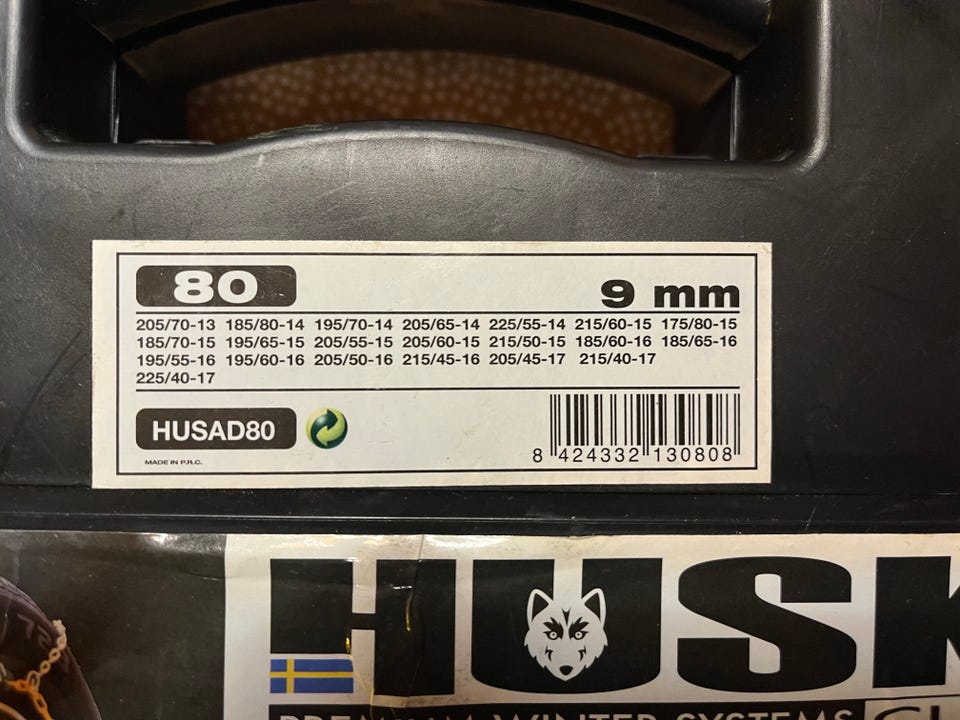 80
9 mm
205/70-13 185/80-14 195/70-14 205/65-14 225/55-14 215/60-15 175/80-15
185/70-15 195/65-15 205/55-15 205/60-15 215/50-15 185/60-16 185/65-16
195/55-16 195/60-16 205/50-16 215/45-16 205/45-17 215/40-17
225/40-17
HUSAD80
MADE IN P.R.C.
8 424332 130808
HUSK
PREMIUM WINTER SYSTEMS